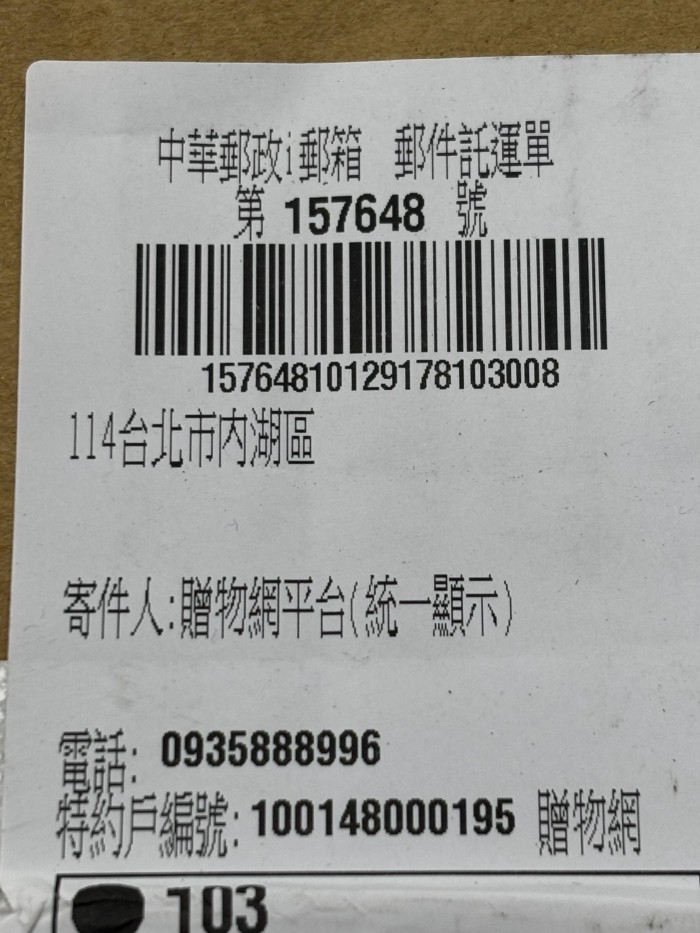 中華郵政i郵箱 郵件託運單
第 157648 號
15764810129178103008
114台北市內湖區
寄件人:贈物網平台(統一顯示)
電話: 0935888996
特約戶編號: 100148000195 贈物網
103